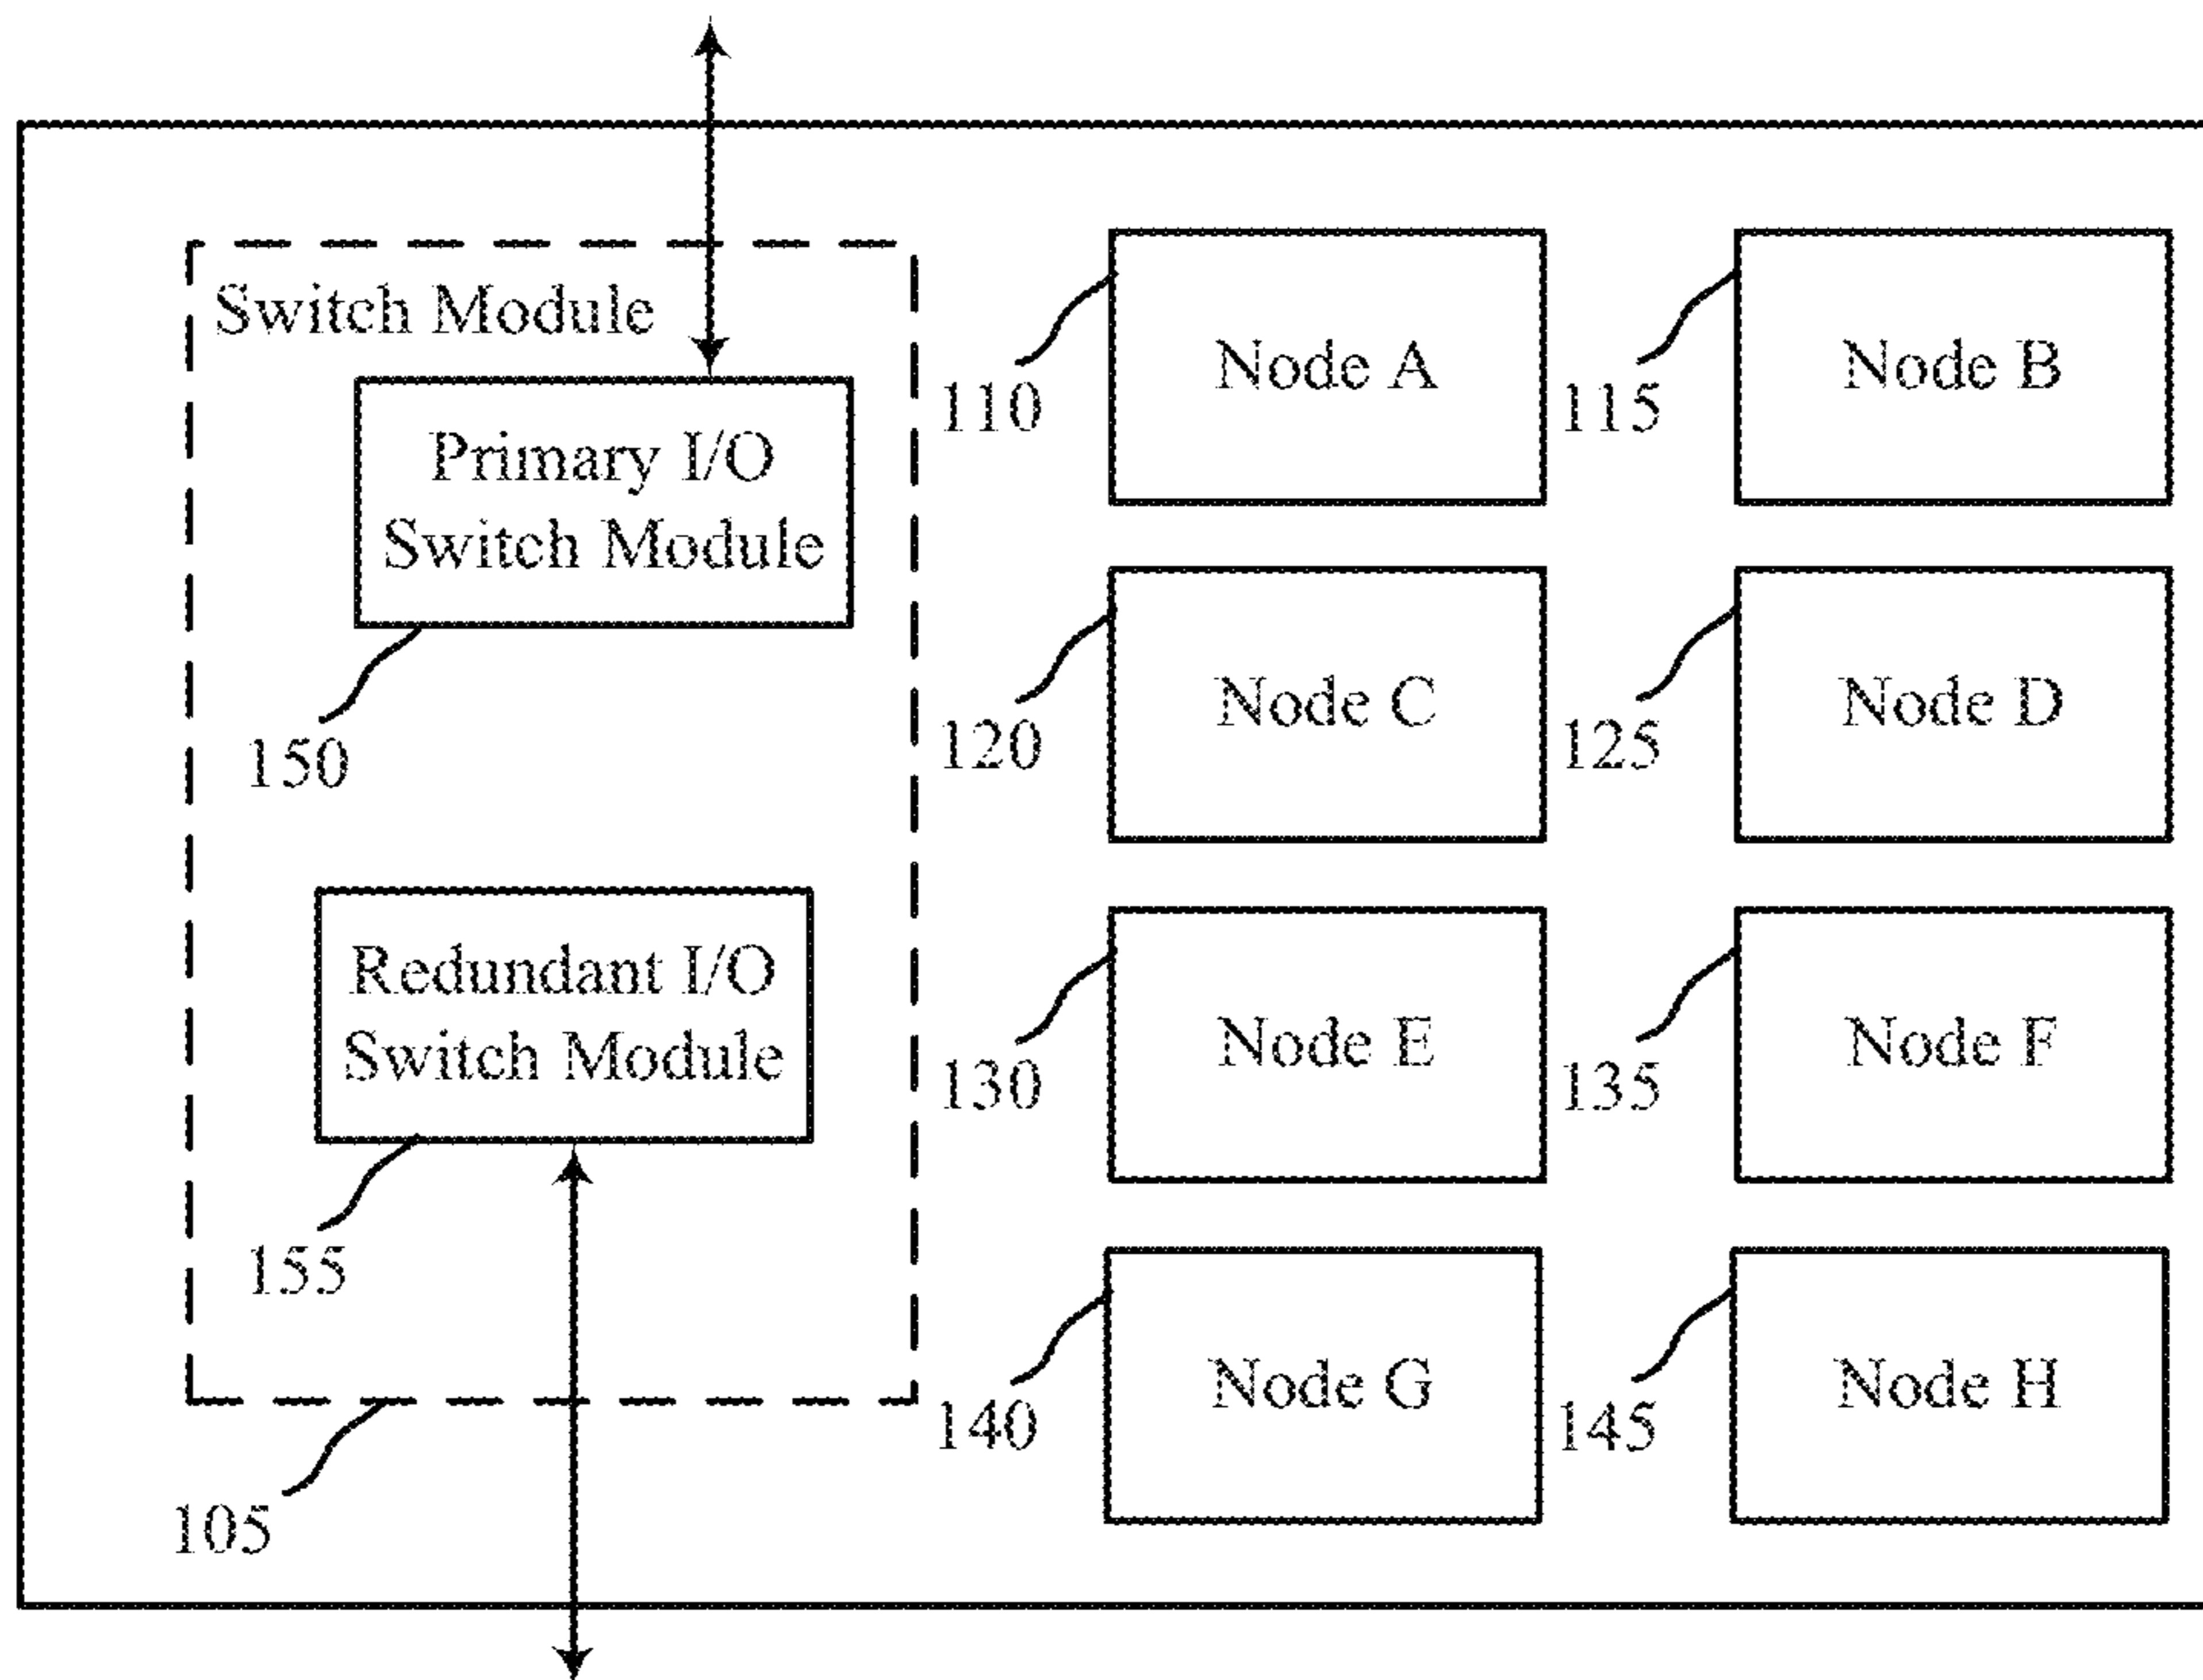 Switch Module
Primary I/O
Switch Module
150
Redundant I/O
Switch Module
155
105
Node A
110
Node B
115
Node C
120
Node D
125
Node E
130
Node F
135
Node G
140
Node H
145